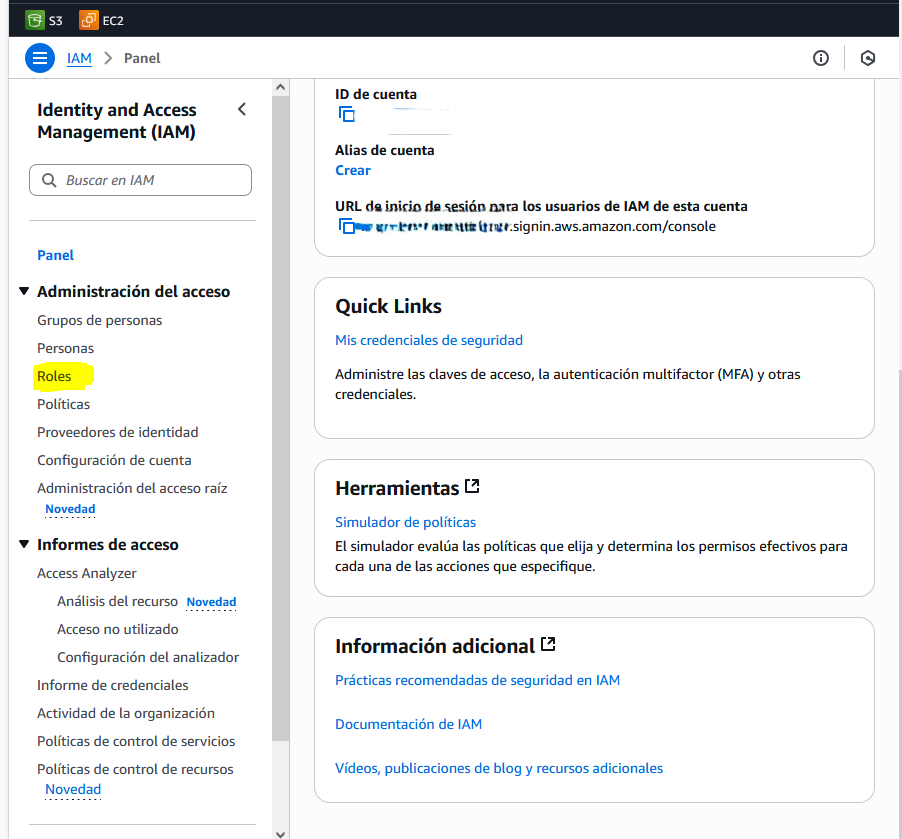 S3 EC2
IAM Panel
Identity and Access
Management (IAM)
Buscar en IAM
Panel
Administración del acceso
Grupos de personas
Personas
Roles
Políticas
Proveedores de identidad
Configuración de cuenta
Administración del acceso raíz
Novedad
Informes de acceso
Access Analyzer
Análisis del recurso Novedad
Acceso no utilizado
Configuración del analizador
Informe de credenciales
Actividad de la organización
Políticas de control de servicios
Políticas de control de recursos
Novedad
ID de cuenta
Alias de cuenta
Crear
URL de inicio de sesión para los usuarios de IAM de esta cuenta
.signin.aws.amazon.com/console
Quick Links
Mis credenciales de seguridad
Administre las claves de acceso, la autenticación multifactor (MFA) y otras
credenciales.
Herramientas
Simulador de políticas
El simulador evalúa las políticas que elija y determina los permisos efectivos para
cada una de las acciones que especifique.
Información adicional
Prácticas recomendadas de seguridad en IAM
Documentación de IAM
Vídeos, publicaciones de blog y recursos adicionales